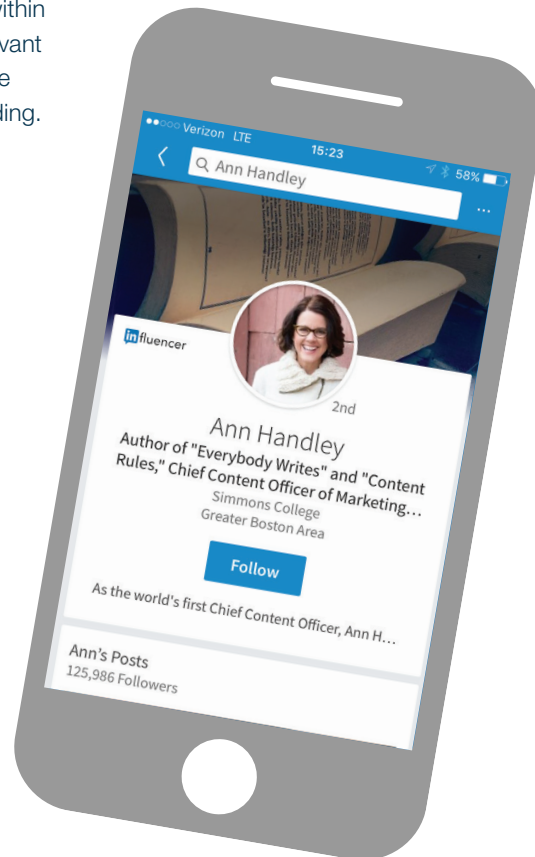 ithin
vant
e
ding.
Verizon LTE 15:23 58%
Ann Handley
...
influencer
2nd
Ann Handley
Author of "Everybody Writes" and "Content
Rules," Chief Content Officer of Marketing...
Simmons College
Greater Boston Area
Follow
As the world's first Chief Content Officer, Ann H...
Ann's Posts
125,986 Followers